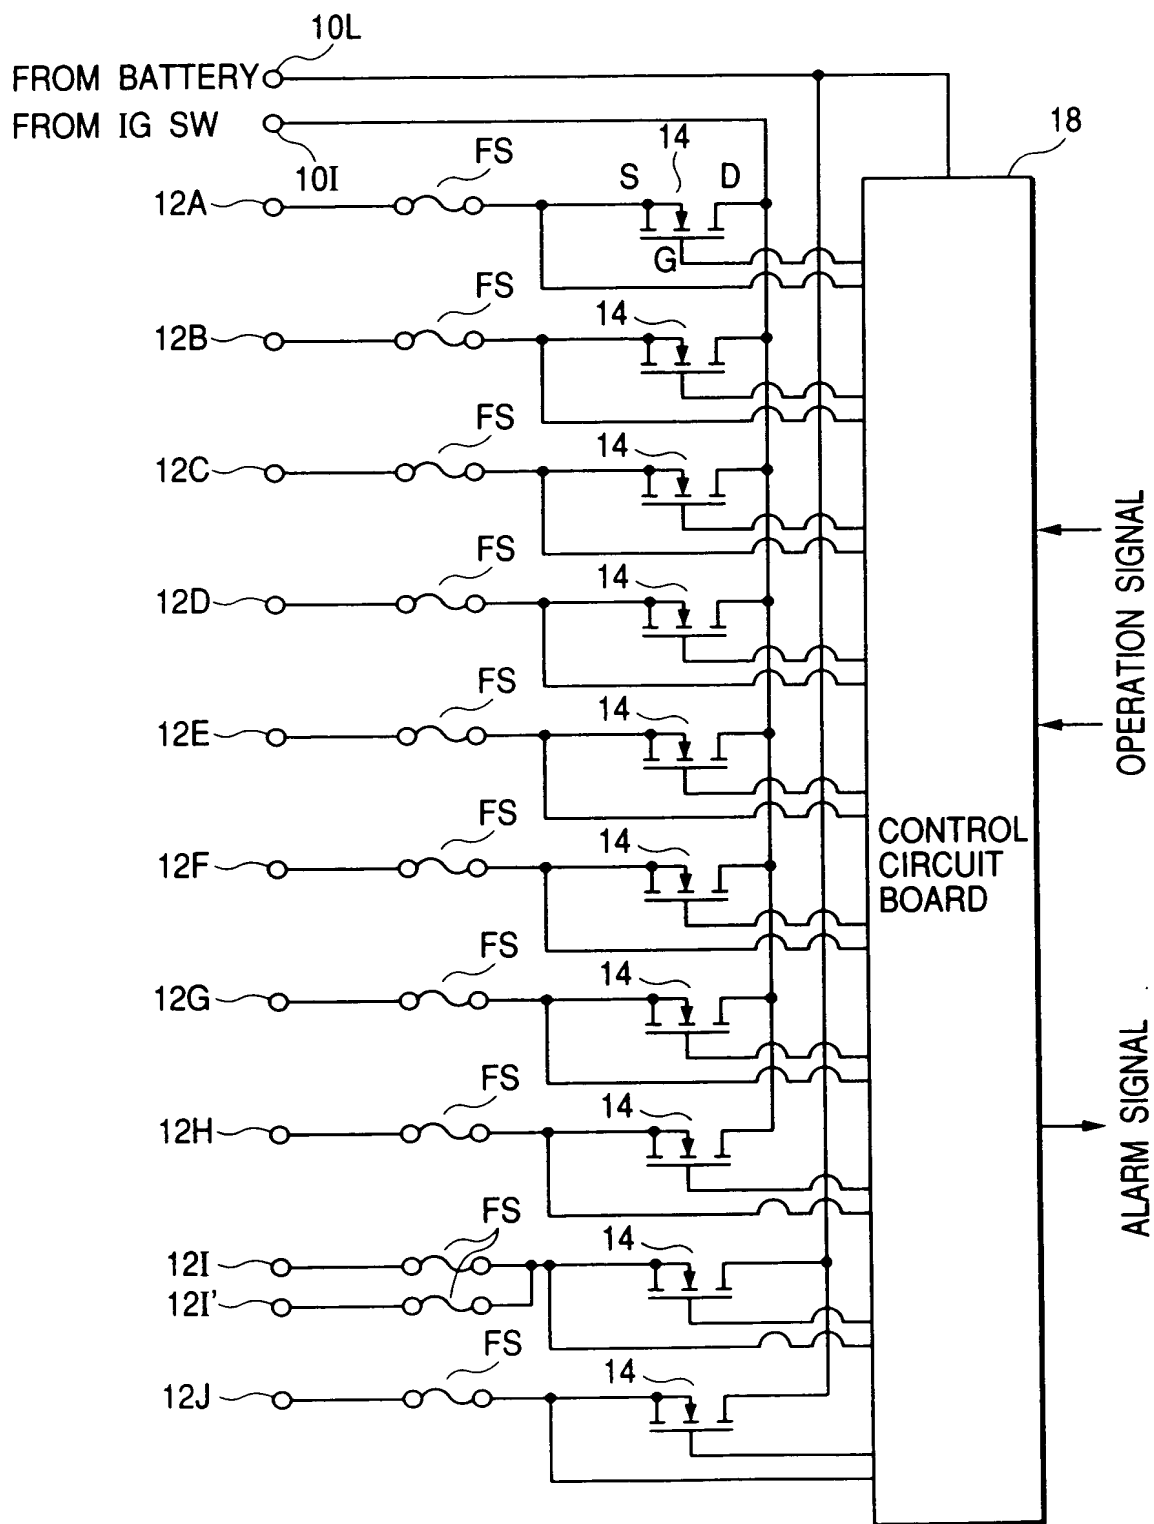 10L
FROM BATTERY
FROM IG SW
10I
18
FS
14
S
D
12A
G
FS
14
12B
FS
14
12C
FS
14
12D
OPERATION SIGNAL
FS
14
12E
FS
14
12F
CONTROL
CIRCUIT
BOARD
FS
14
12G
FS
14
12H
ALARM SIGNAL
FS
14
12I
12I'
FS
14
12J